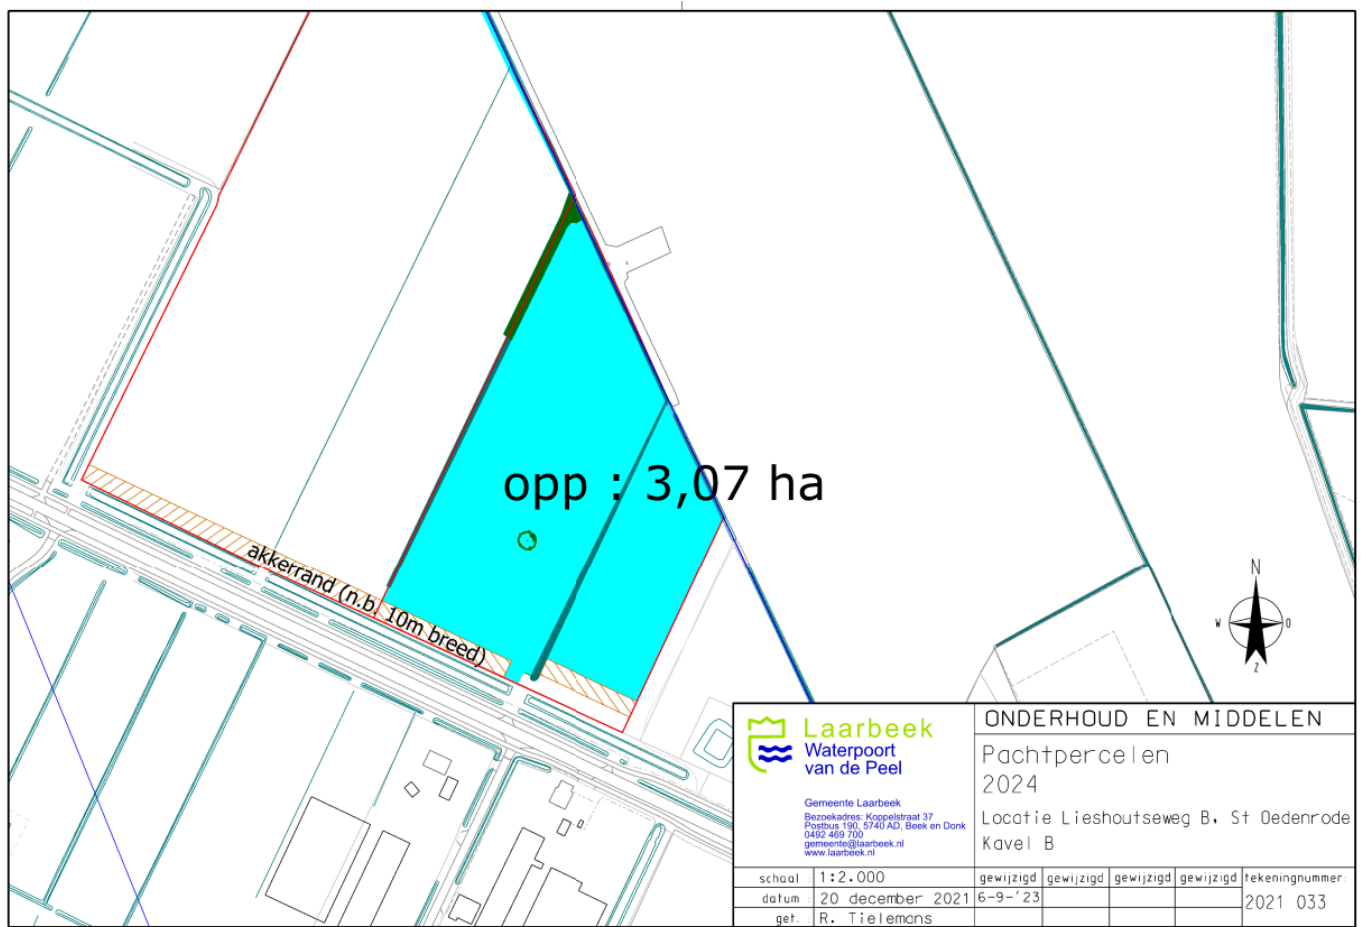 opp : 3,07 ha
akkerrand (n.b. 10m breed)
N
W O
Z
Laarbeek
Waterpoort
van de Peel
Gemeente Laarbeek
Bezoekadres: Koppelstraat 37
Postbus 190, 5740 AD, Beek en Donk
0492 469 700
gemeente@laarbeek.nl
www.laarbeek.nl
ONDERHOUD EN MIDDELEN
Pachtpercelen
2024
Locatie Lieshoutseweg B, St Oedenrode
Kavel B
schaal : 1:2.000
datum : 20 december 2021
get. : R. Tielemans
gewijzigd gewijzigd gewijzigd gewijzigd
6-9-'23
tekeningnummer:
2021 033